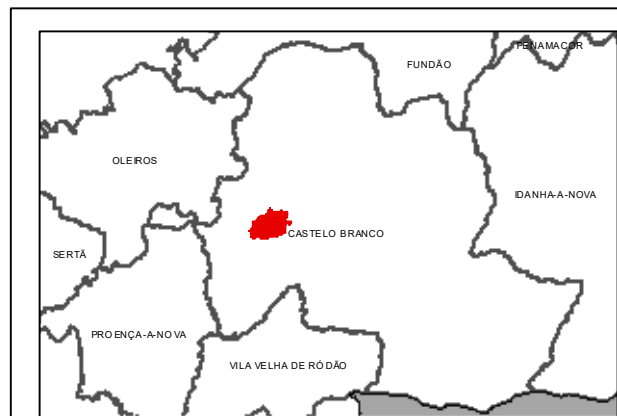 PENAMACOR
FUNDÃO
OLEIROS
IDANHA-A-NOVA
CASTELO BRANCO
SERTÃ
PROENÇA-A-NOVA
VILA VELHA DE RÓDÃO